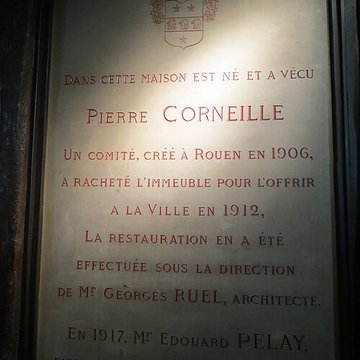 Dans cette maison est né et a vécu
Pierre CORNEILLE
Un comité, créé à Rouen en 1906,
a racheté l'immeuble pour l'offrir
a la Ville en 1912,
La restauration en a été
effectuée sous la direction
de Mr Geòrges RUEL, architecte.
En 1917, Mr Edouard PELAY,